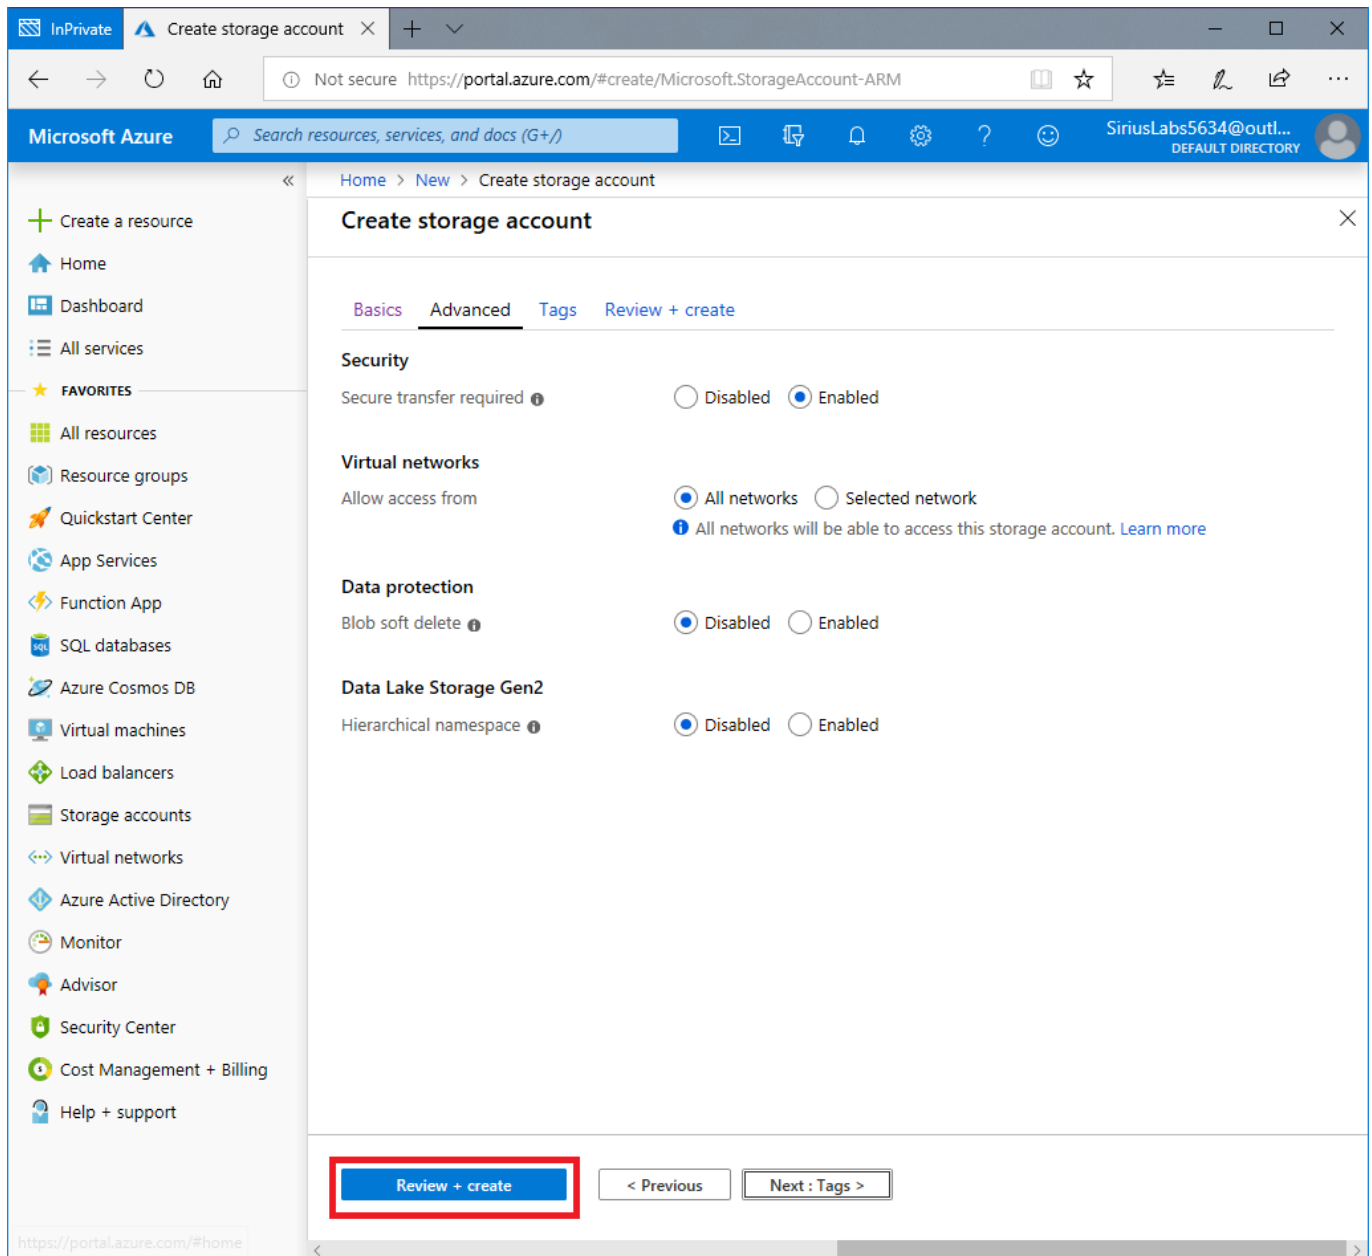 InPrivate
Create storage account
Not secure https://portal.azure.com/#create/Microsoft.StorageAccount-ARM
Microsoft Azure
Search resources, services, and docs (G+/)
SiriusLabs5634@outl...
DEFAULT DIRECTORY
Home > New > Create storage account
Create storage account
Create a resource
Home
Dashboard
All services
FAVORITES
All resources
Resource groups
Quickstart Center
App Services
Function App
SQL databases
Azure Cosmos DB
Virtual machines
Load balancers
Storage accounts
Virtual networks
Azure Active Directory
Monitor
Advisor
Security Center
Cost Management + Billing
Help + support
Basics Advanced Tags Review + create
Security
Secure transfer required Disabled Enabled
Virtual networks
Allow access from All networks Selected network
All networks will be able to access this storage account. Learn more
Data protection
Blob soft delete Disabled Enabled
Data Lake Storage Gen2
Hierarchical namespace Disabled Enabled
Review + create < Previous Next : Tags >
https://portal.azure.com/#home